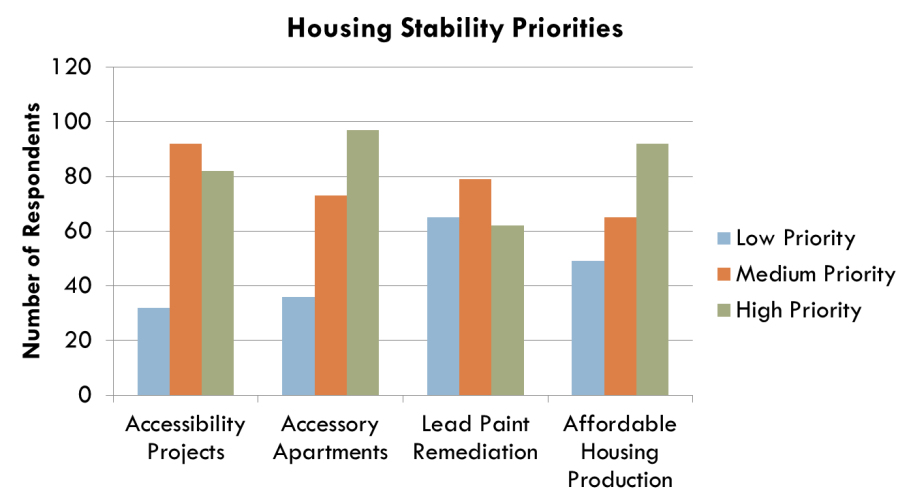 Housing Stability Priorities
120
100
80
60
40
20
0
Number of Respondents
Accessibility
Projects
Accessory
Apartments
Lead Paint
Remediation
Affordable
Housing
Production
Low Priority
Medium Priority
High Priority